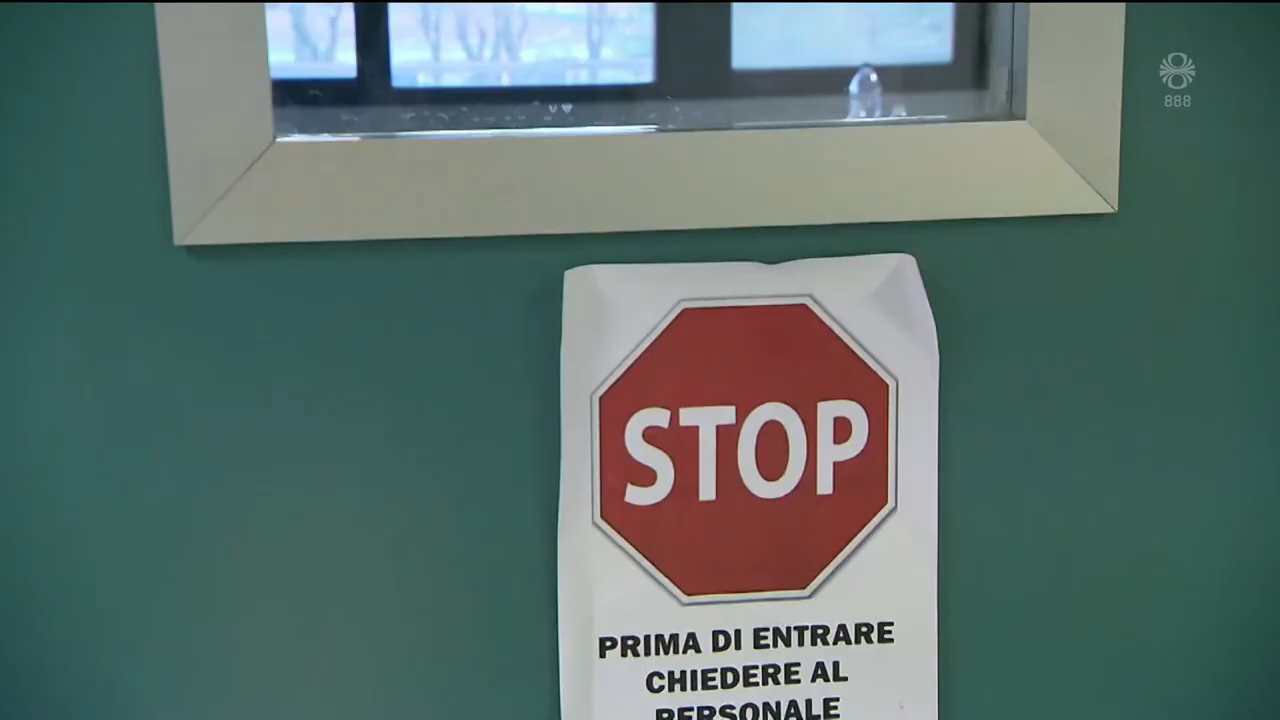 888
STOP
PRIMA DI ENTRARE
CHIEDERE AL
PERSONALE